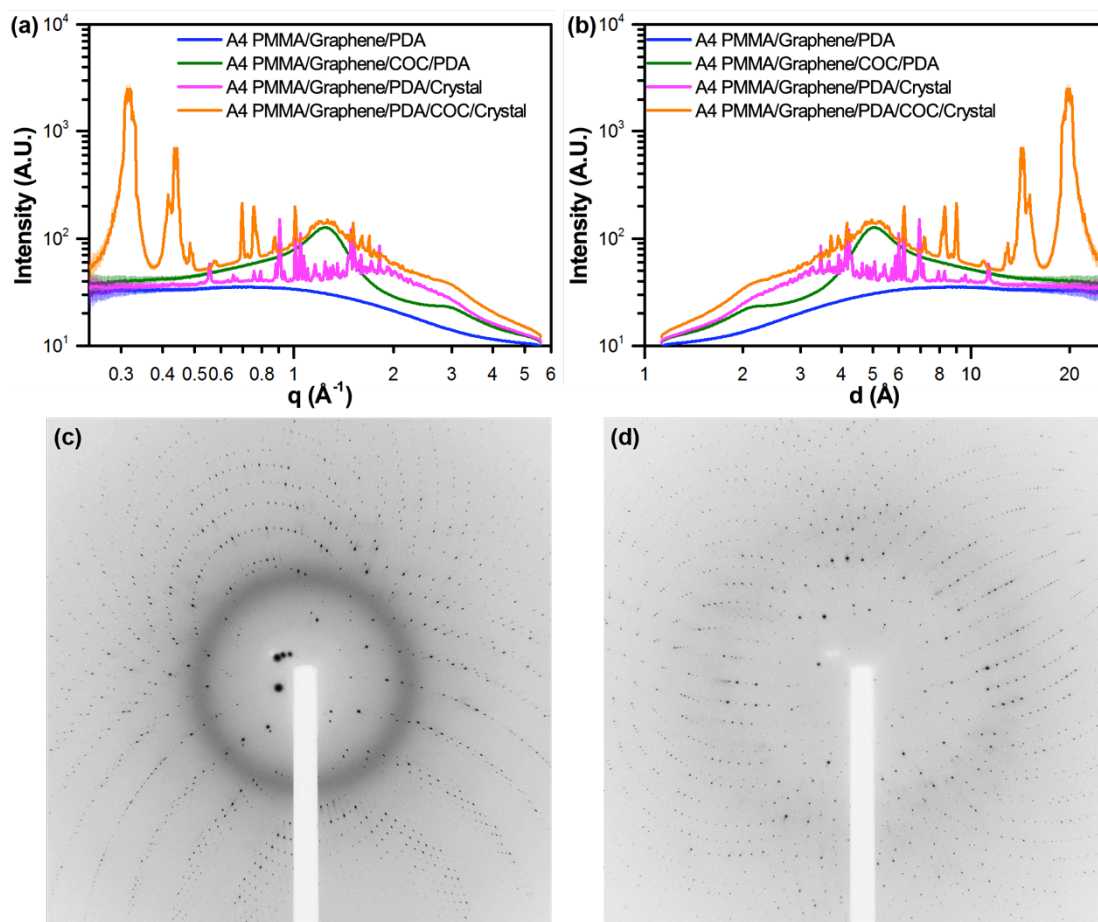 (a)
10⁴
10³
10²
10¹
Intensity (A.U.)
A4 PMMA/Graphene/PDA
A4 PMMA/Graphene/COC/PDA
A4 PMMA/Graphene/PDA/Crystal
A4 PMMA/Graphene/PDA/COC/Crystal
0.3 0.4 0.5 0.6 0.8 1 2 3 4 5 6
q (Å⁻¹)
(b)
10⁴
10³
10²
10¹
Intensity (A.U.)
A4 PMMA/Graphene/PDA
A4 PMMA/Graphene/COC/PDA
A4 PMMA/Graphene/PDA/Crystal
A4 PMMA/Graphene/PDA/COC/Crystal
1 2 3 4 5 6 8 10 20
d (Å)
(c)
(d)